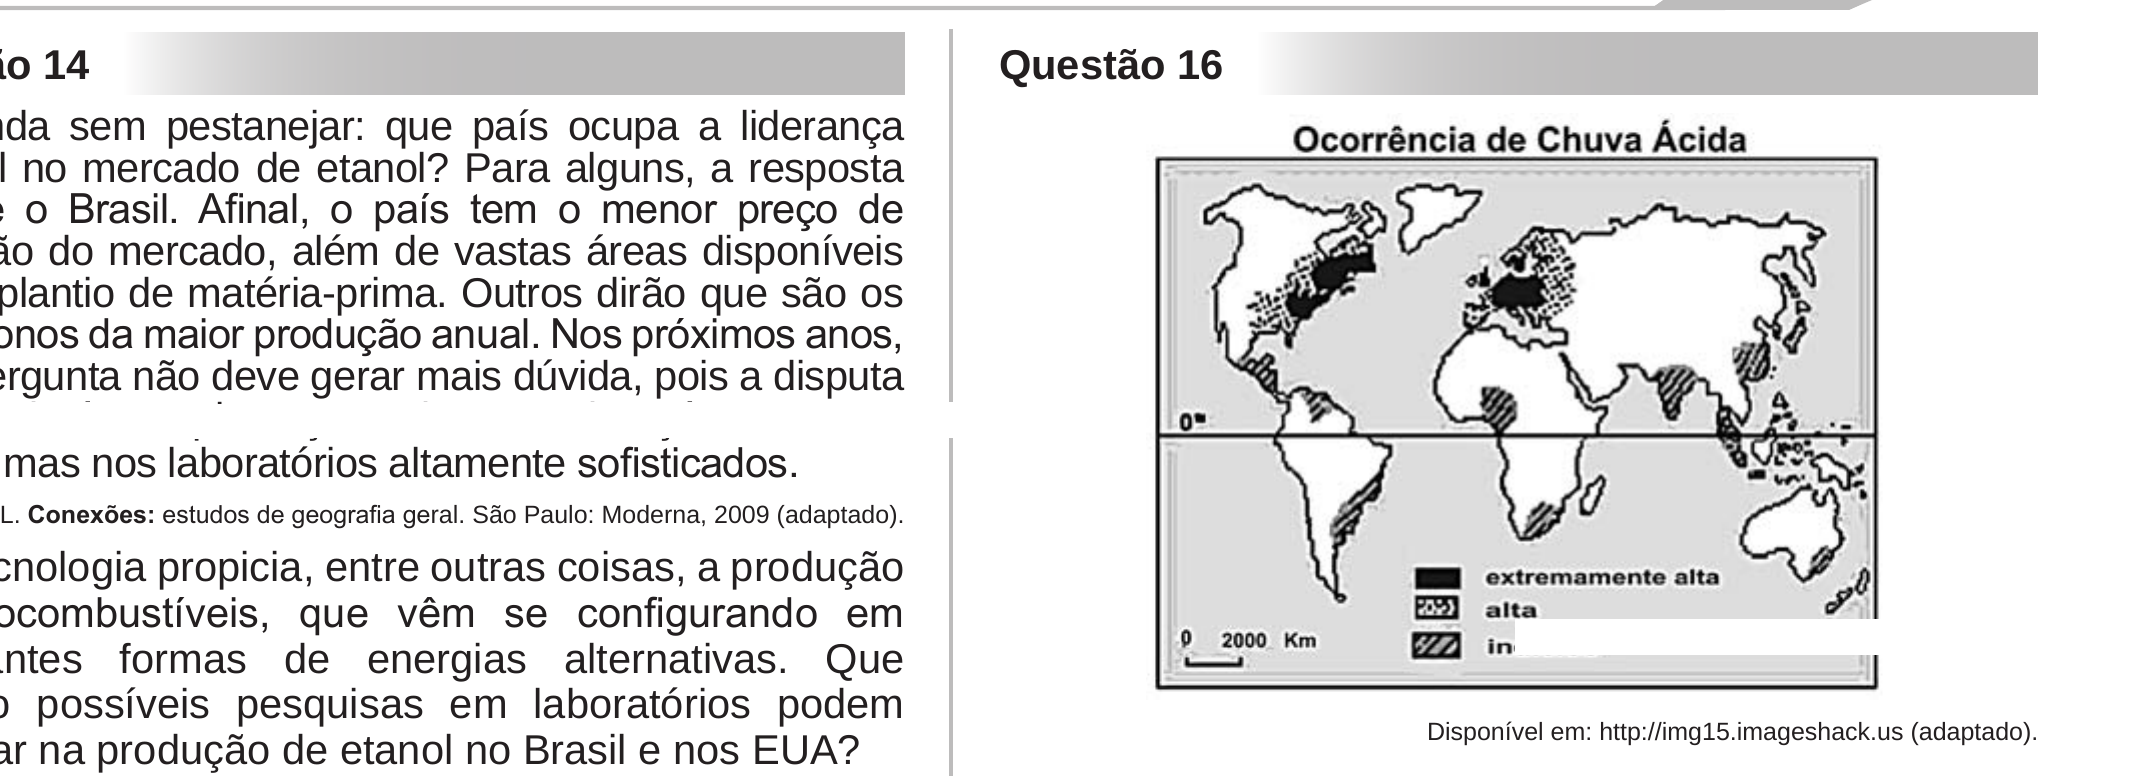 ão 14
nda sem pestanejar: que país ocupa a liderança
l no mercado de etanol? Para alguns, a resposta
e o Brasil. Afinal, o país tem o menor preço de
ão do mercado, além de vastas áreas disponíveis
plantio de matéria-prima. Outros dirão que são os
onos da maior produção anual. Nos próximos anos,
ergunta não deve gerar mais dúvida, pois a disputa
mas nos laboratórios altamente sofisticados.
L. Conexões: estudos de geografia geral. São Paulo: Moderna, 2009 (adaptado).
cnologia propicia, entre outras coisas, a produção
ocombustíveis, que vêm se configurando em
antes formas de energias alternativas. Que
o possíveis pesquisas em laboratórios podem
ar na produção de etanol no Brasil e nos EUA?
Questão 16
Ocorrência de Chuva Ácida
0°
extremamente alta
alta
0 2000 Km
Disponível em: http://img15.imageshack.us (adaptado).